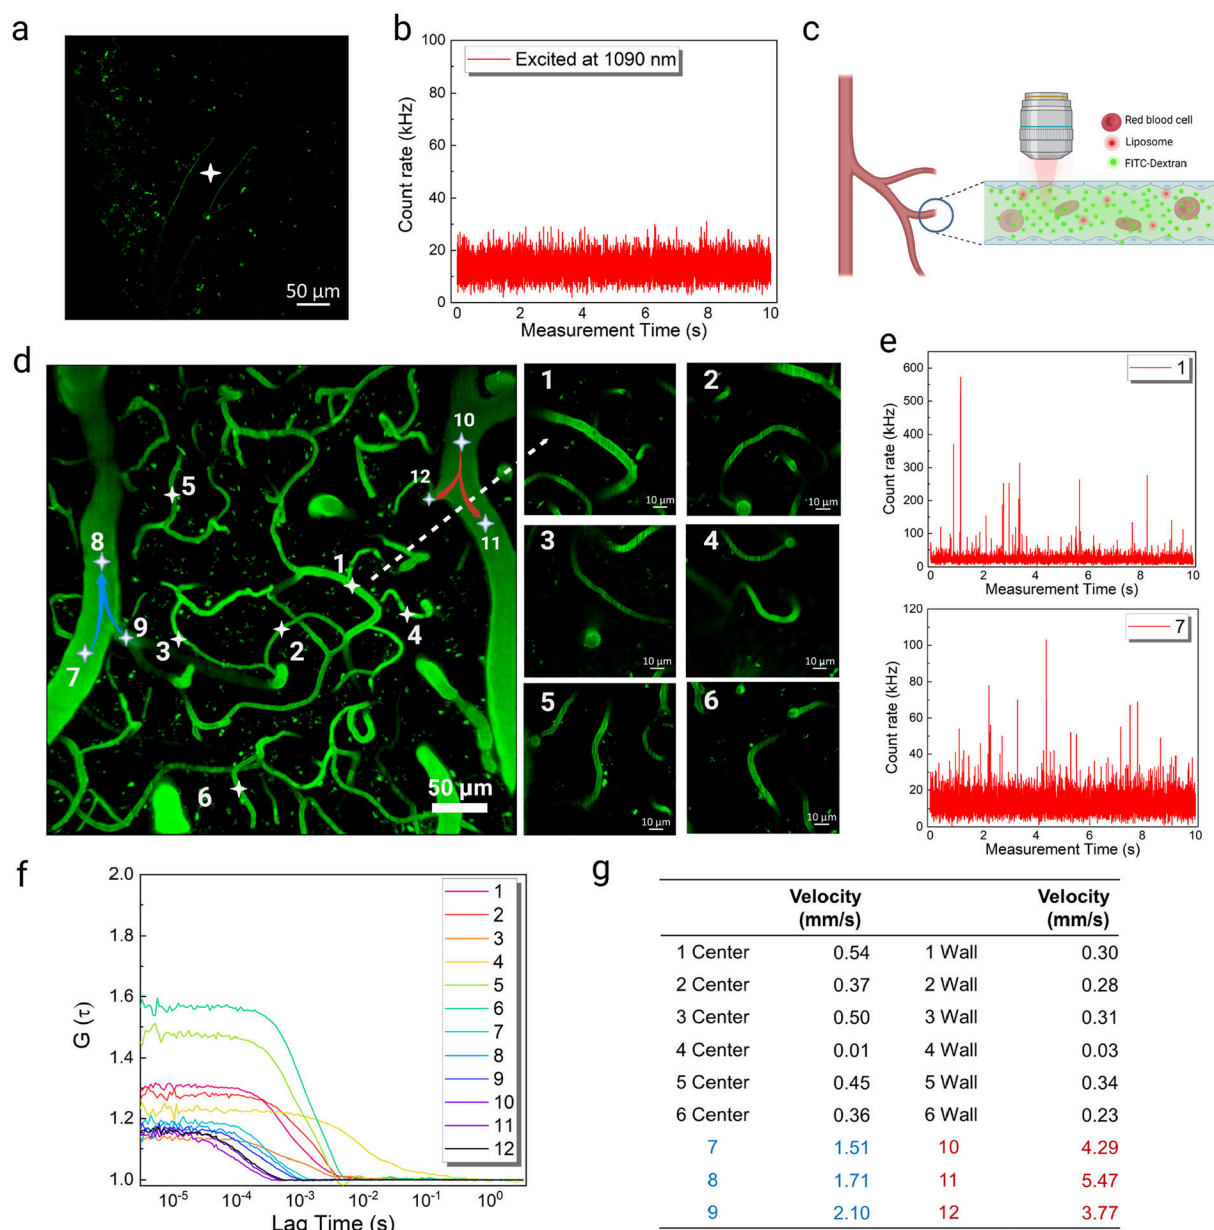 a
50 μm
b
100
80
60
40
20
0
Count rate (kHz)
Excited at 1090 nm
0 2 4 6 8 10
Measurement Time (s)
c
Red blood cell
Liposome
FITC-Dextran
d
5
10
12
11
8
1
9
3
2
4
7
6
50 μm
1
10 μm
2
10 μm
3
10 μm
4
10 μm
5
10 μm
6
10 μm
e
600
500
400
300
200
100
0
Count rate (kHz)
1
0 2 4 6 8 10
Measurement Time (s)
120
100
80
60
40
20
0
Count rate (kHz)
7
0 2 4 6 8 10
Measurement Time (s)
f
2.0
1.8
1.6
1.4
1.2
1.0
G (τ)
1
2
3
4
5
6
7
8
9
10
11
12
10⁻⁵ 10⁻⁴ 10⁻³ 10⁻² 10⁻¹ 10⁰
Lag Time (s)
g
Velocity Velocity
(mm/s) (mm/s)
1 Center 0.54 1 Wall 0.30
2 Center 0.37 2 Wall 0.28
3 Center 0.50 3 Wall 0.31
4 Center 0.01 4 Wall 0.03
5 Center 0.45 5 Wall 0.34
6 Center 0.36 6 Wall 0.23
7 1.51 10 4.29
8 1.71 11 5.47
9 2.10 12 3.77